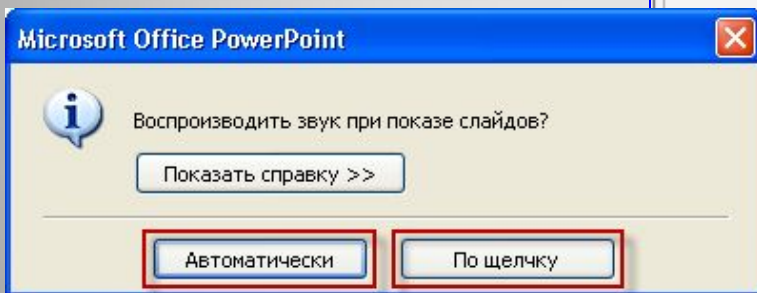 Microsoft Office PowerPoint
Воспроизводить звук при показе слайдов?
Показать справку >>
Автоматически По щелчку